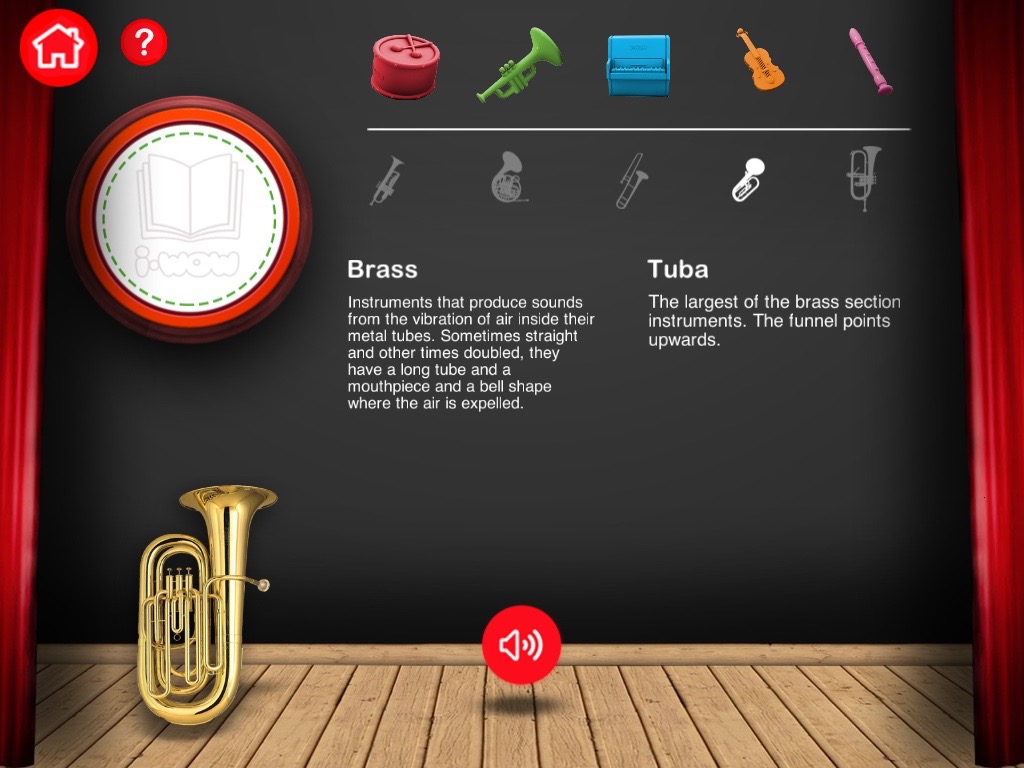 ?
i-wow
Brass
Instruments that produce sounds
from the vibration of air inside their
metal tubes. Sometimes straight
and other times doubled, they
have a long tube and a
mouthpiece and a bell shape
where the air is expelled.
Tuba
The largest of the brass section
instruments. The funnel points
upwards.